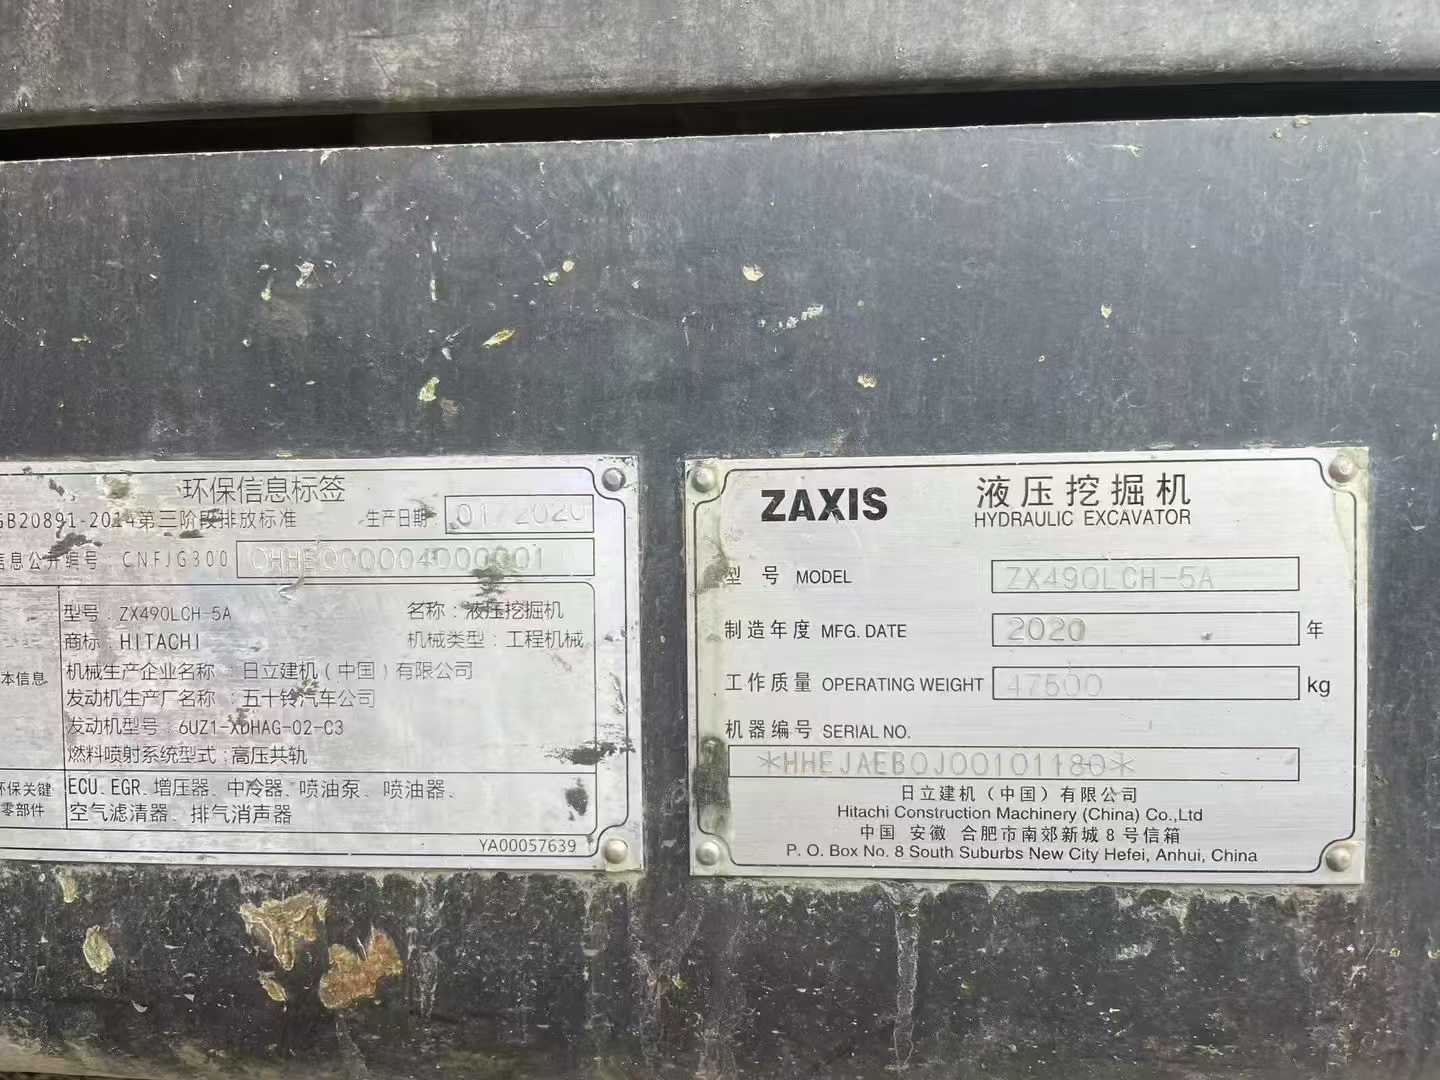 环保信息标签
GB20891-2014第三阶段排放标准 生产日期 01/2020
信息公开编号 CNFJG300
型号：ZX490LCH-5A 名称：液压挖掘机
商标：HITACHI 机械类型：工程机械
本信息
机械生产企业名称：日立建机（中国）有限公司
发动机生产厂名称：五十铃汽车公司
发动机型号：6UZ1-XDHAG-02-C3
燃料喷射系统型式：高压共轨
环保关键
零部件
ECU、EGR、增压器、中冷器、喷油泵、喷油器、
空气滤清器、排气消声器
YA00057639
ZAXIS 液压挖掘机
HYDRAULIC EXCAVATOR
型 号 MODEL ZX490LCH-5A
制造年度 MFG. DATE 2020 年
工作质量 OPERATING WEIGHT 47500 kg
机器编号 SERIAL NO.
*HHEJAEB0J00101180*
日立建机（中国）有限公司
Hitachi Construction Machinery (China) Co.,Ltd
中国 安徽 合肥市南郊新城 8 号信箱
P. O. Box No. 8 South Suburbs New City Hefei, Anhui, China